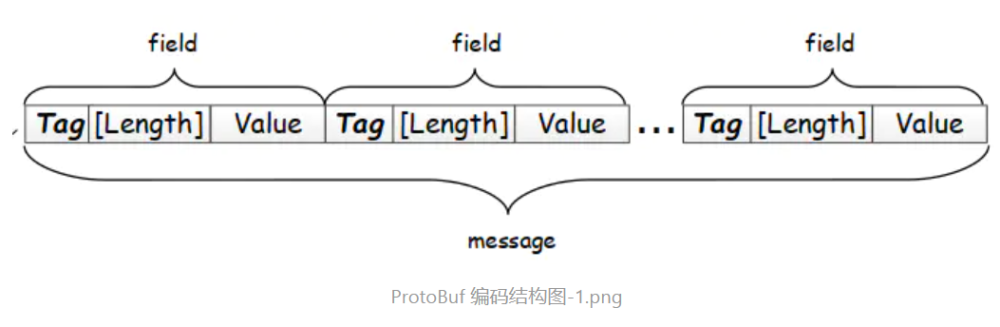 field field field
Tag [Length] Value Tag [Length] Value ... Tag [Length] Value
message
ProtoBuf 编码结构图-1.png